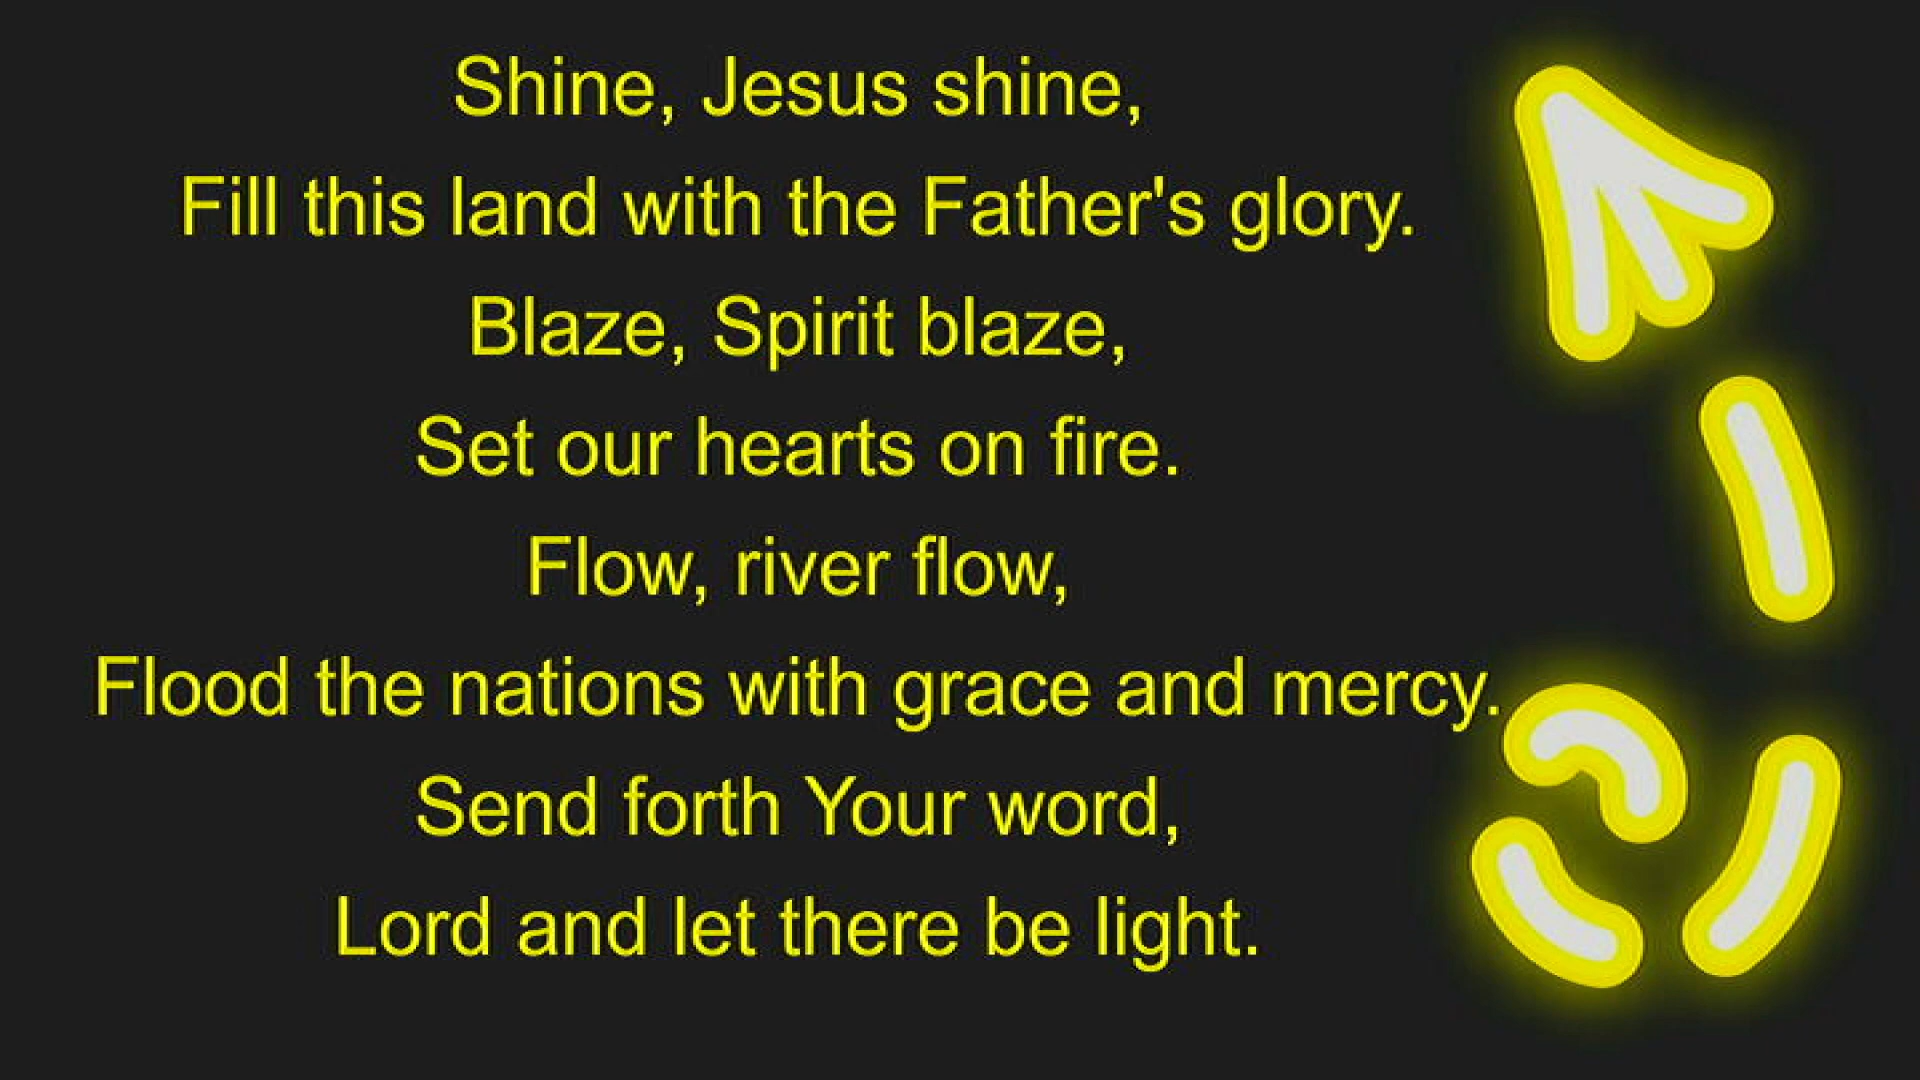 Shine, Jesus shine,
Fill this land with the Father's glory.
Blaze, Spirit blaze,
Set our hearts on fire.
Flow, river flow,
Flood the nations with grace and mercy.
Send forth Your word,
Lord and let there be light.